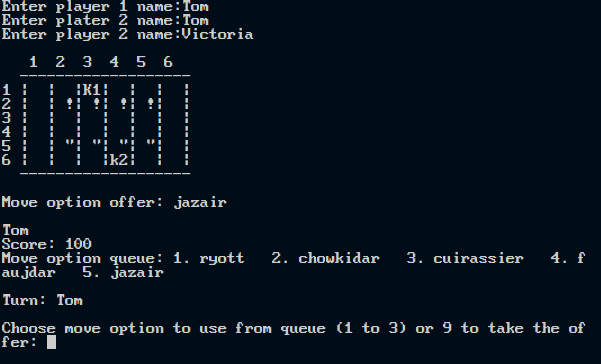 Enter player 1 name:Tom
Enter plater 2 name:Tom
Enter player 2 name:Victoria
1 2 3 4 5 6
-------------------
1 ¦ ¦ ¦K1¦ ¦ ¦ ¦
2 ¦ ¦ !¦ !¦ !¦ !¦ ¦
3 ¦ ¦ ¦ ¦ ¦ ¦ ¦
4 ¦ ¦ ¦ ¦ ¦ ¦ ¦
5 ¦ ¦ "¦ "¦ "¦ "¦ ¦
6 ¦ ¦ ¦ ¦k2¦ ¦ ¦
-------------------
Move option offer: jazair
Tom
Score: 100
Move option queue: 1. ryott   2. chowkidar   3. cuirassier   4. f
aujdar   5. jazair
Turn: Tom
Choose move option to use from queue (1 to 3) or 9 to take the of
fer: